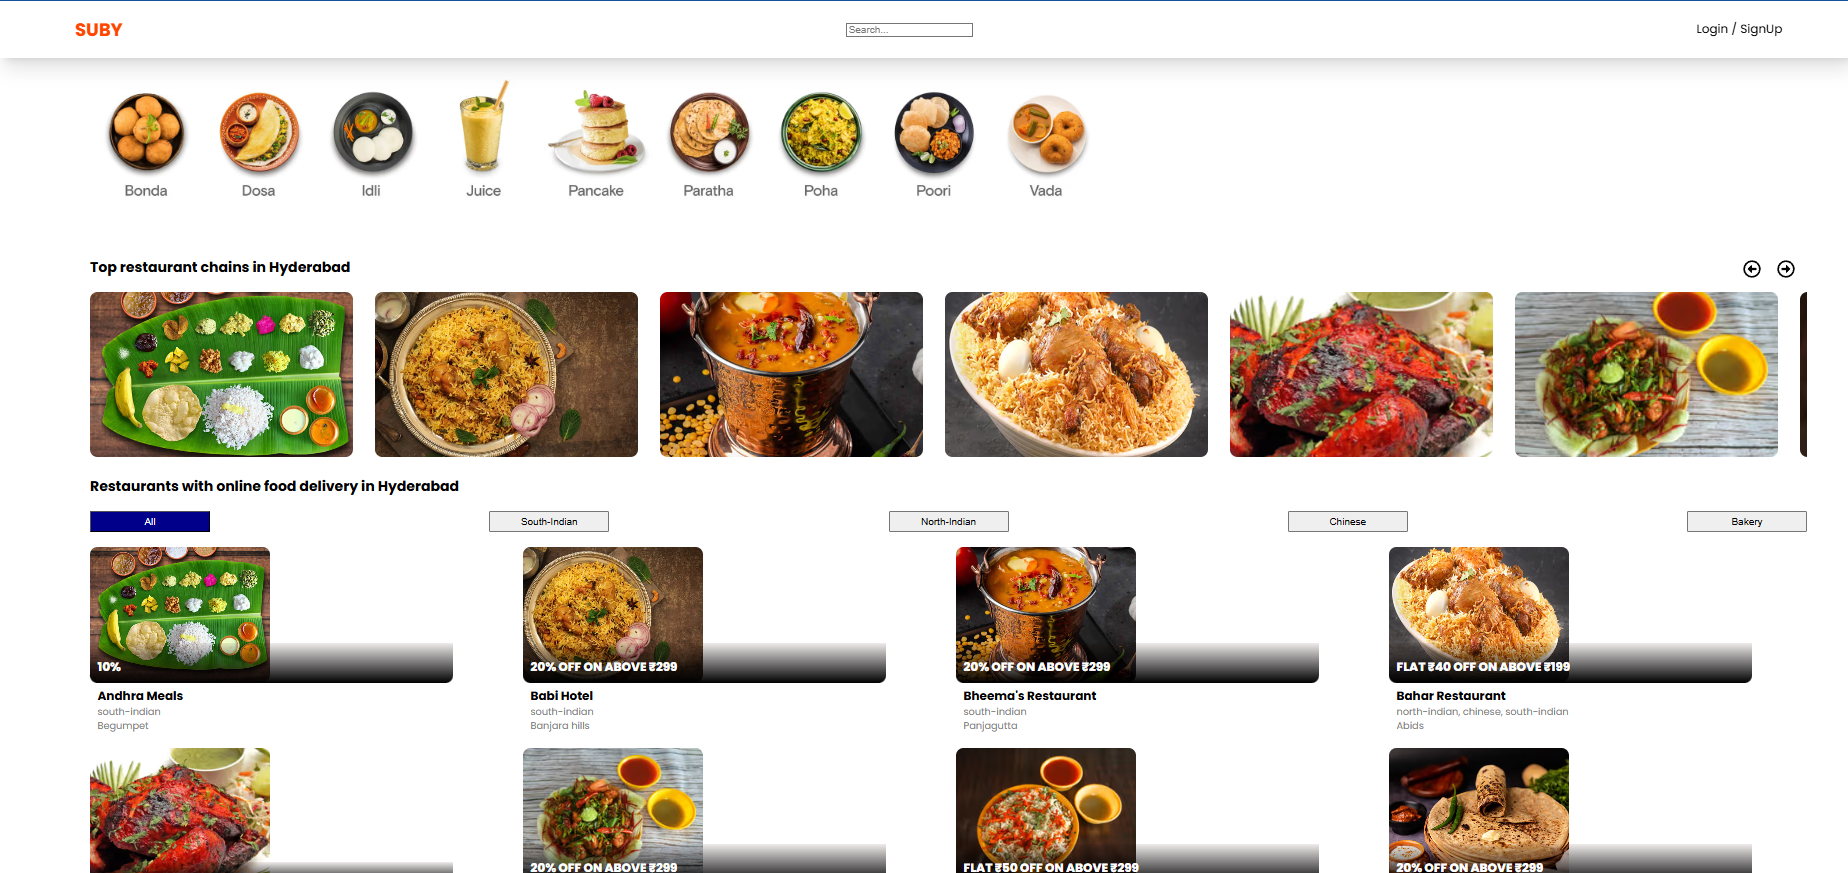 SUBY
Search...
Login / SignUp
Bonda
Dosa
Idli
Juice
Pancake
Paratha
Poha
Poori
Vada
Top restaurant chains in Hyderabad
Restaurants with online food delivery in Hyderabad
All
South-Indian
North-Indian
Chinese
Bakery
10%
20% OFF ON ABOVE ₹299
20% OFF ON ABOVE ₹299
FLAT ₹40 OFF ON ABOVE ₹199
Andhra Meals
south-indian
Begumpet
Babi Hotel
south-indian
Banjara hills
Bheema's Restaurant
south-indian
Panjagutta
Bahar Restaurant
north-indian, chinese, south-indian
Abids
20% OFF ON ABOVE ₹299
FLAT ₹50 OFF ON ABOVE ₹299
20% OFF ON ABOVE ₹299